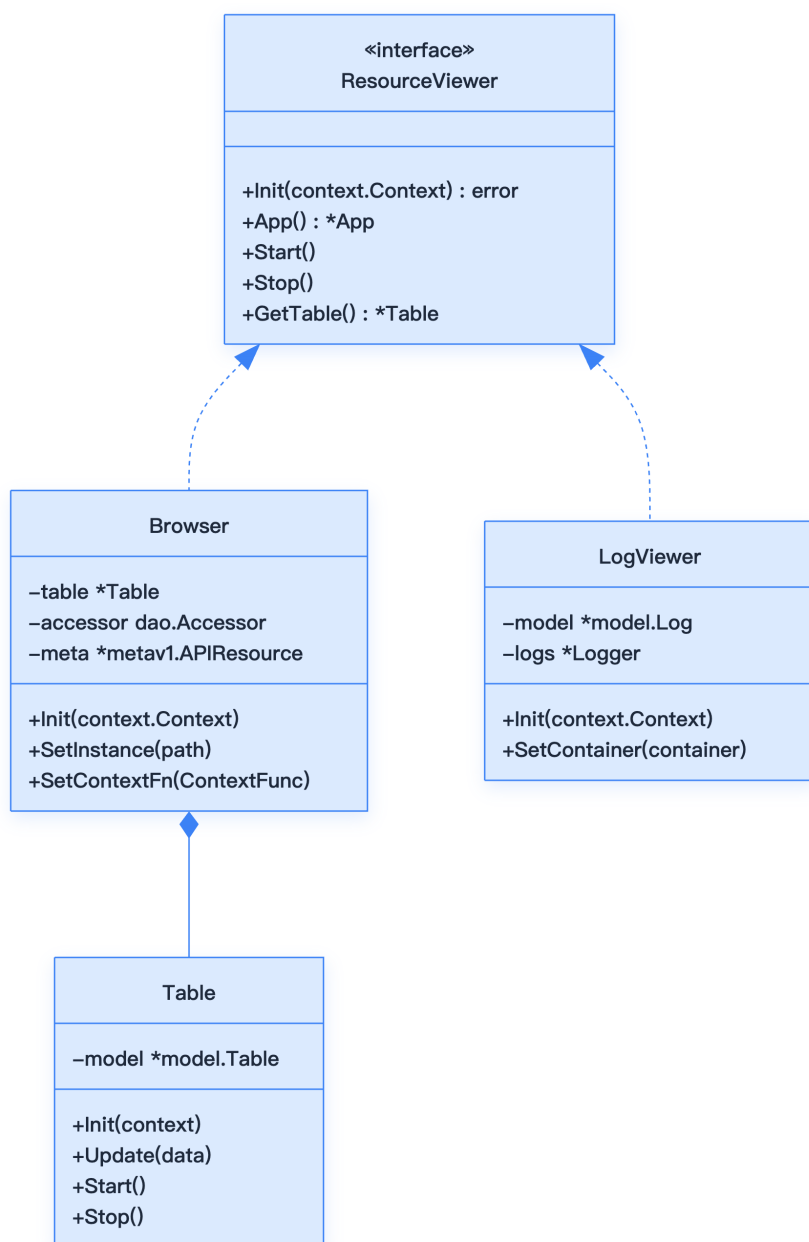 «interface»
ResourceViewer
+Init(context.Context) : error
+App() : *App
+Start()
+Stop()
+GetTable() : *Table
Browser
-table *Table
-accessor dao.Accessor
-meta *metav1.APIResource
+Init(context.Context)
+SetInstance(path)
+SetContextFn(ContextFunc)
LogViewer
-model *model.Log
-logs *Logger
+Init(context.Context)
+SetContainer(container)
Table
-model *model.Table
+Init(context)
+Update(data)
+Start()
+Stop()